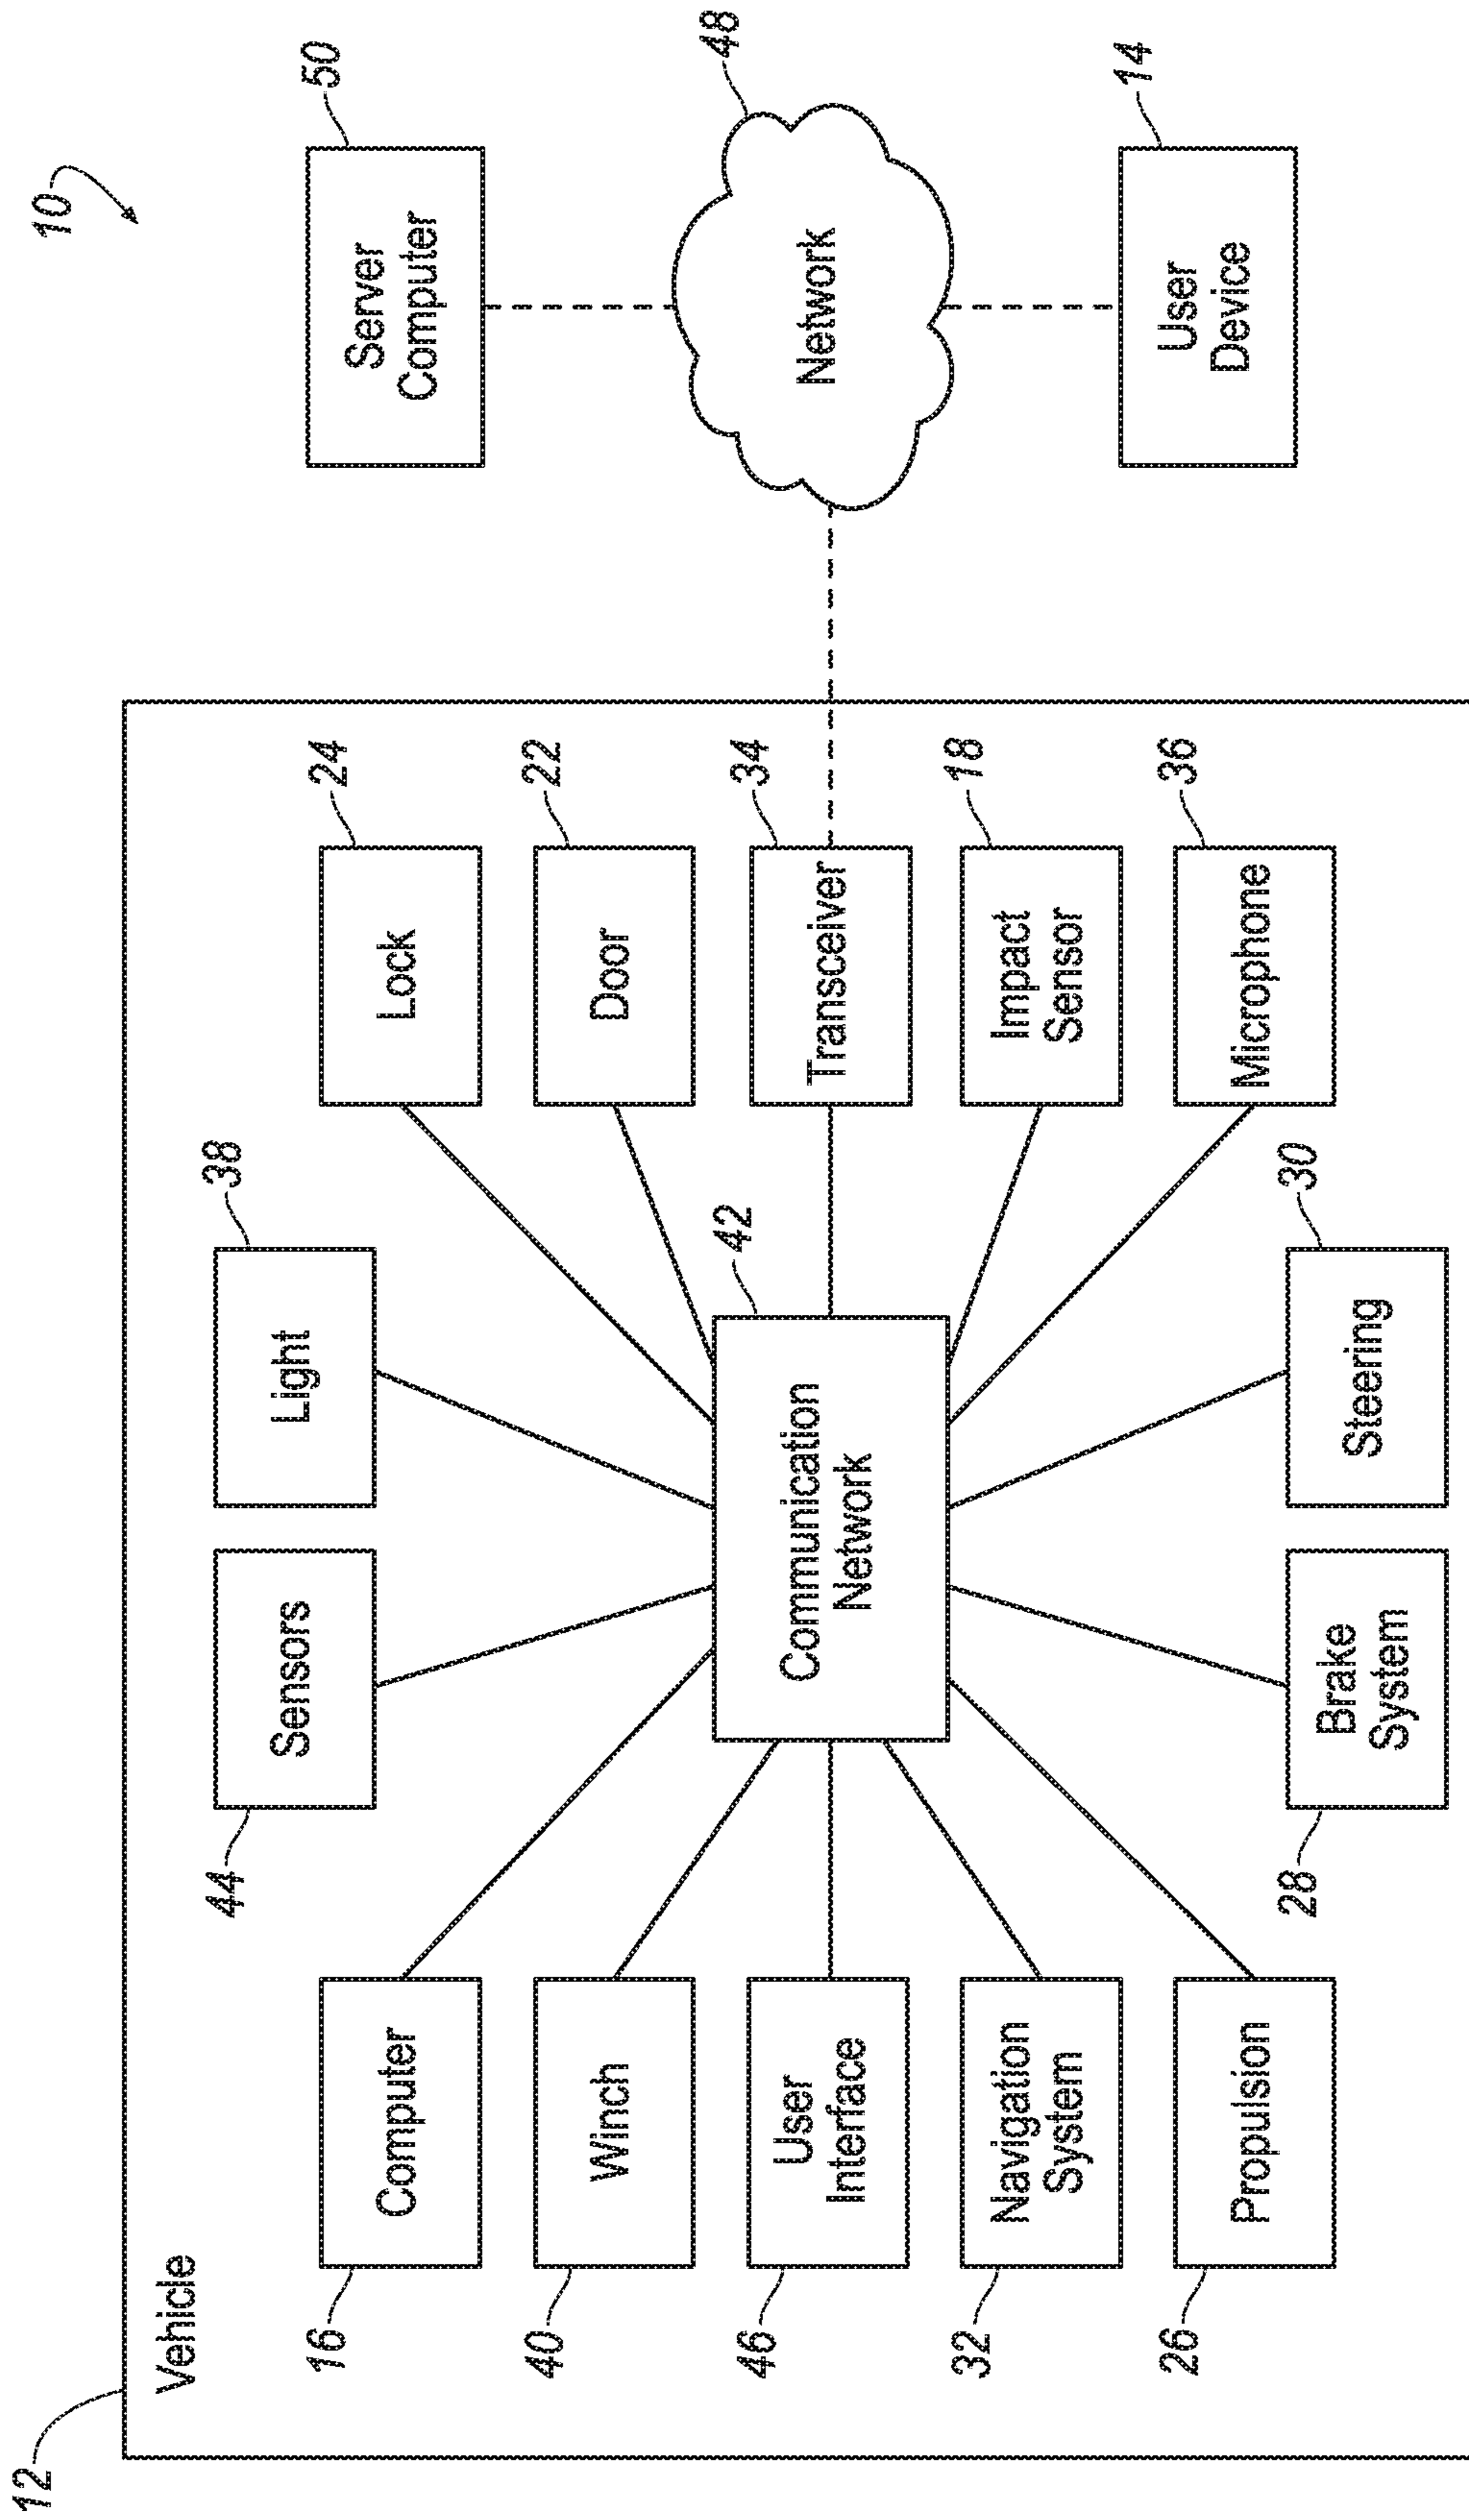 10
12
Vehicle
44
Sensors
38
Light
16
Computer
24
Lock
50
Server
Computer
40
Winch
22
Door
46
User
Interface
42
Communication
Network
34
Transceiver
48
Network
32
Navigation
System
18
Impact
Sensor
26
Propulsion
36
Microphone
14
User
Device
28
Brake
System
30
Steering